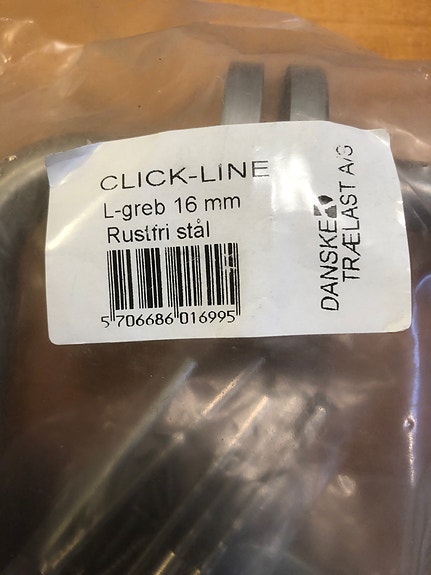 CLICK-LINE
L-greb 16 mm
Rustfri stål
5 706686 016995
DANSKE
TRÆLAST A/S